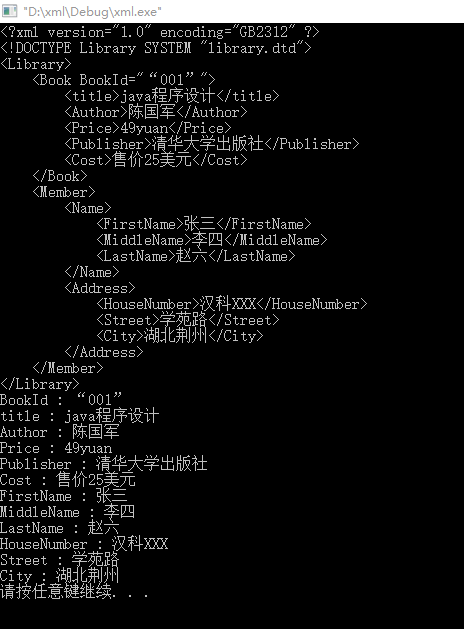 "D:\xml\Debug\xml.exe"
<?xml version="1.0" encoding="GB2312" ?>
<!DOCTYPE Library SYSTEM "library.dtd">
<Library>
    <Book BookId="“001”">
        <title>java程序设计</title>
        <Author>陈国军</Author>
        <Price>49yuan</Price>
        <Publisher>清华大学出版社</Publisher>
        <Cost>售价25美元</Cost>
    </Book>
    <Member>
        <Name>
            <FirstName>张三</FirstName>
            <MiddleName>李四</MiddleName>
            <LastName>赵六</LastName>
        </Name>
        <Address>
            <HouseNumber>汉科XXX</HouseNumber>
            <Street>学苑路</Street>
            <City>湖北荆州</City>
        </Address>
    </Member>
</Library>
BookId : “001”
title : java程序设计
Author : 陈国军
Price : 49yuan
Publisher : 清华大学出版社
Cost : 售价25美元
FirstName : 张三
MiddleName : 李四
LastName : 赵六
HouseNumber : 汉科XXX
Street : 学苑路
City : 湖北荆州
请按任意键继续. . .